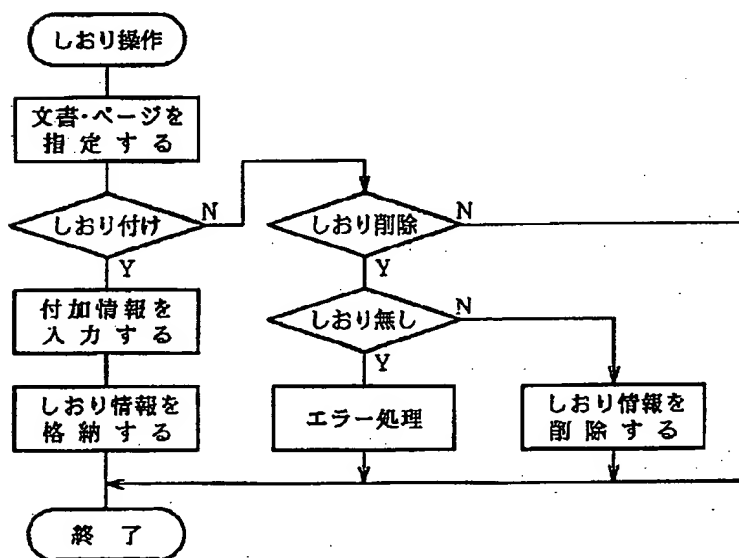 しおり操作
文書・ページを
指定する
しおり付け
N
Y
付加情報を
入力する
しおり情報を
格納する
しおり削除
N
Y
しおり無し
N
Y
エラー処理
しおり情報を
削除する
終了